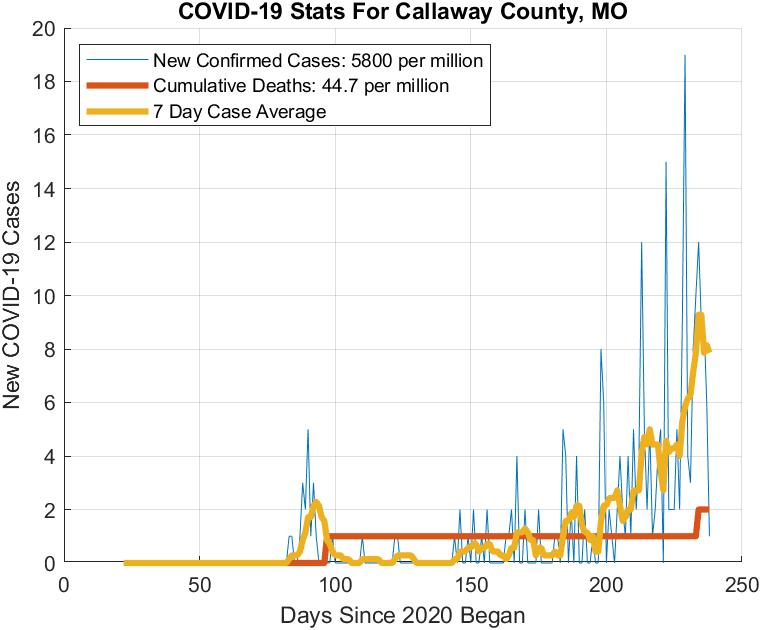 COVID-19 Stats For Callaway County, MO
New Confirmed Cases: 5800 per million
Cumulative Deaths: 44.7 per million
7 Day Case Average
New COVID-19 Cases
20
18
16
14
12
10
8
6
4
2
0
0 50 100 150 200 250
Days Since 2020 Began